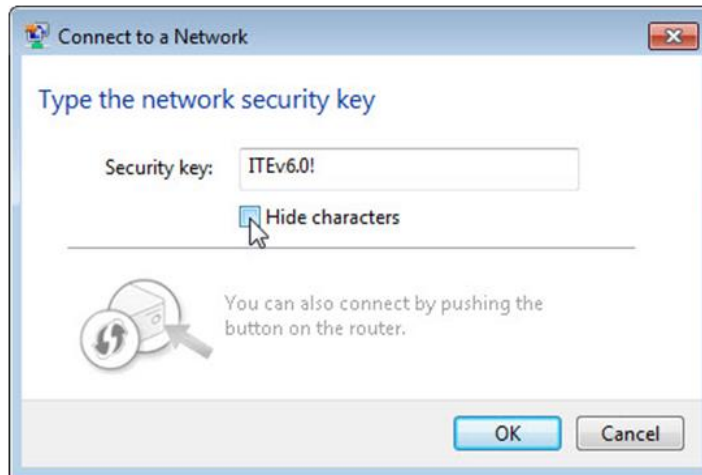 Connect to a Network
Type the network security key
Security key: ITEv6.0!
Hide characters
You can also connect by pushing the
button on the router.
OK Cancel